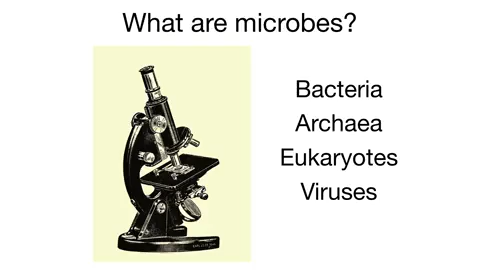 What are microbes?
Bacteria
Archaea
Eukaryotes
Viruses